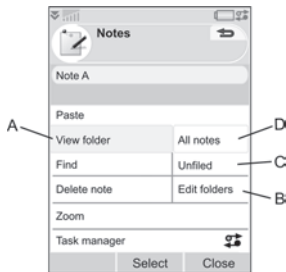 Notes
Note A
Paste
A
View folder
All notes
D
Find
Unfiled
C
Delete note
Edit folders
B
Zoom
Task manager
Select
Close